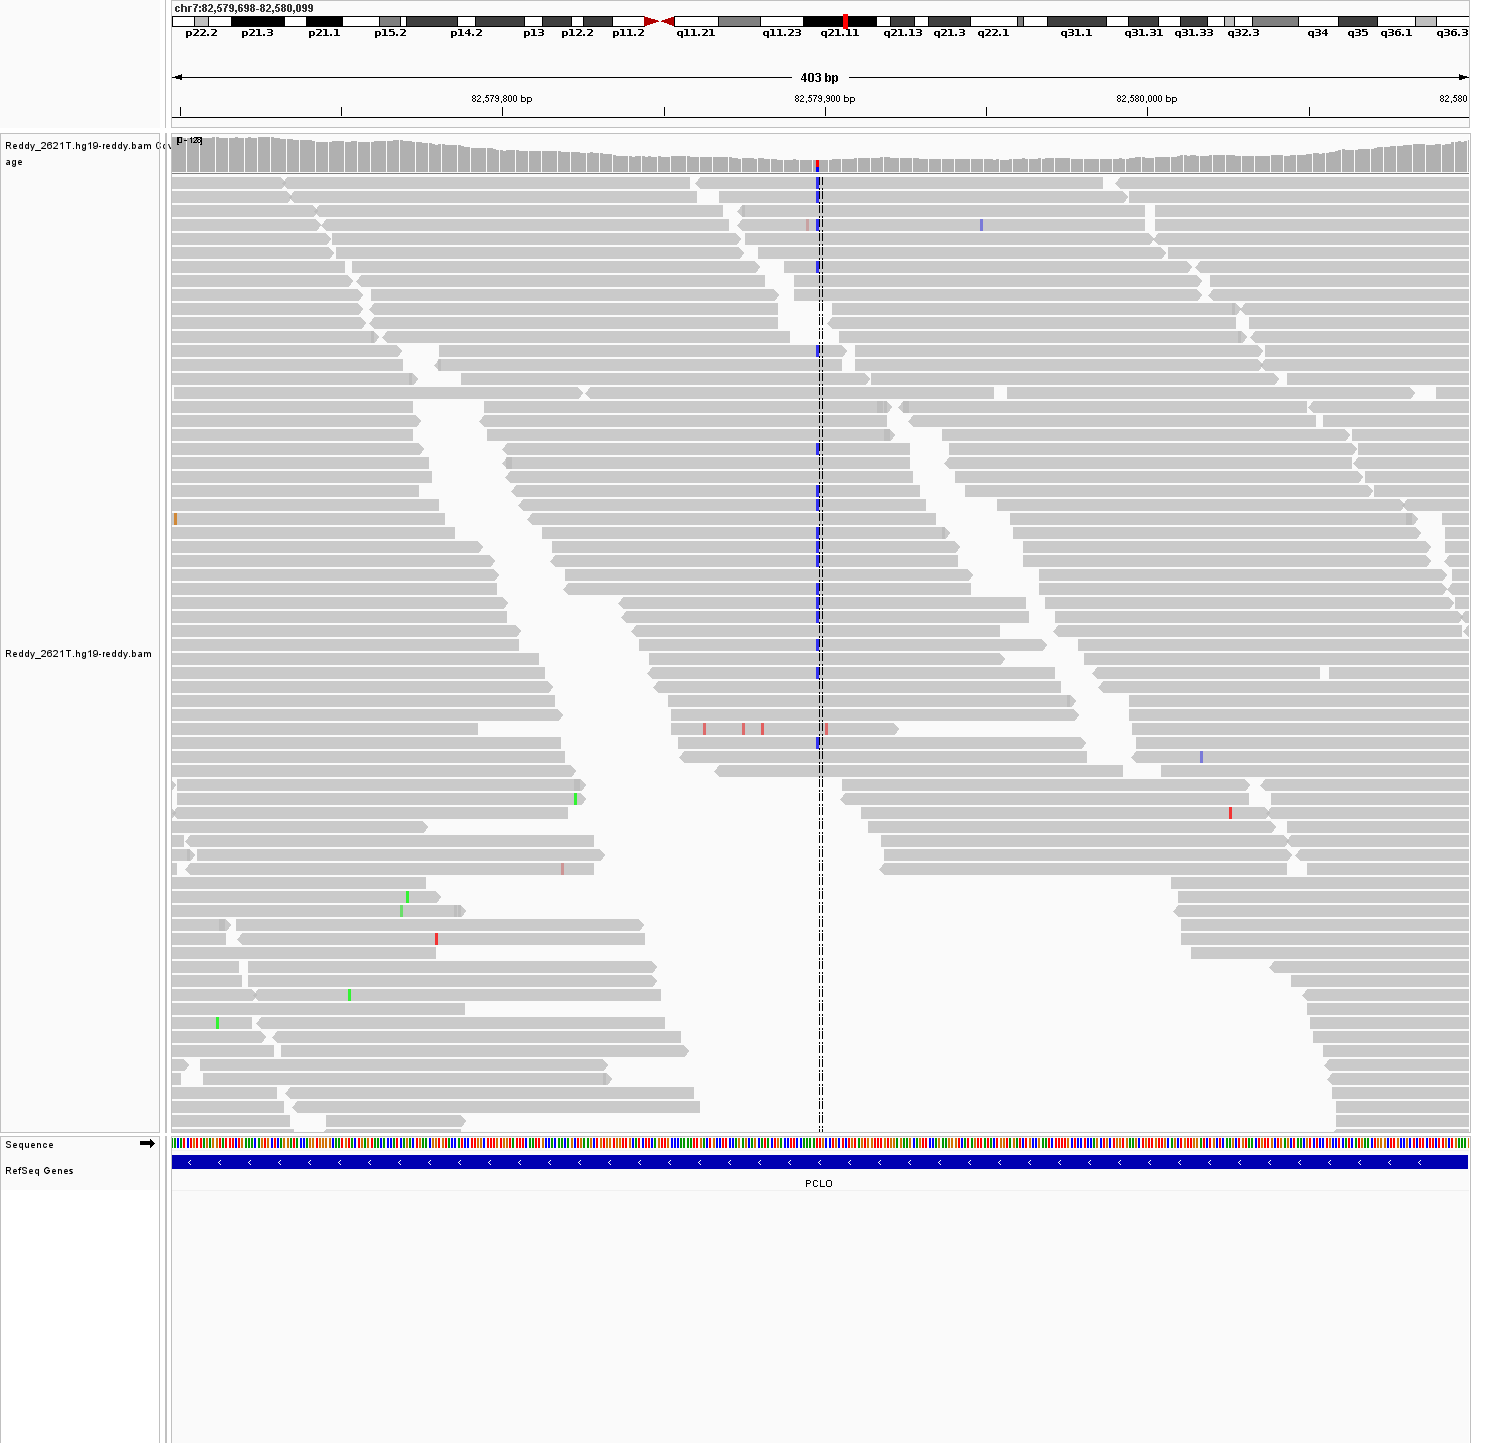 chr7:82,579,698-82,580,099
p22.2 p21.3 p21.1 p15.2 p14.2 p13 p12.2 p11.2 q11.21 q11.23 q21.11 q21.13 q21.3 q22.1 q31.1 q31.31 q31.33 q32.3 q34 q35 q36.1 q36.3
403 bp
82,579,800 bp 82,579,900 bp 82,580,000 bp 82,580
Reddy_2621T.hg19-reddy.bam Cov
age
Reddy_2621T.hg19-reddy.bam
Sequence
RefSeq Genes
PCLO